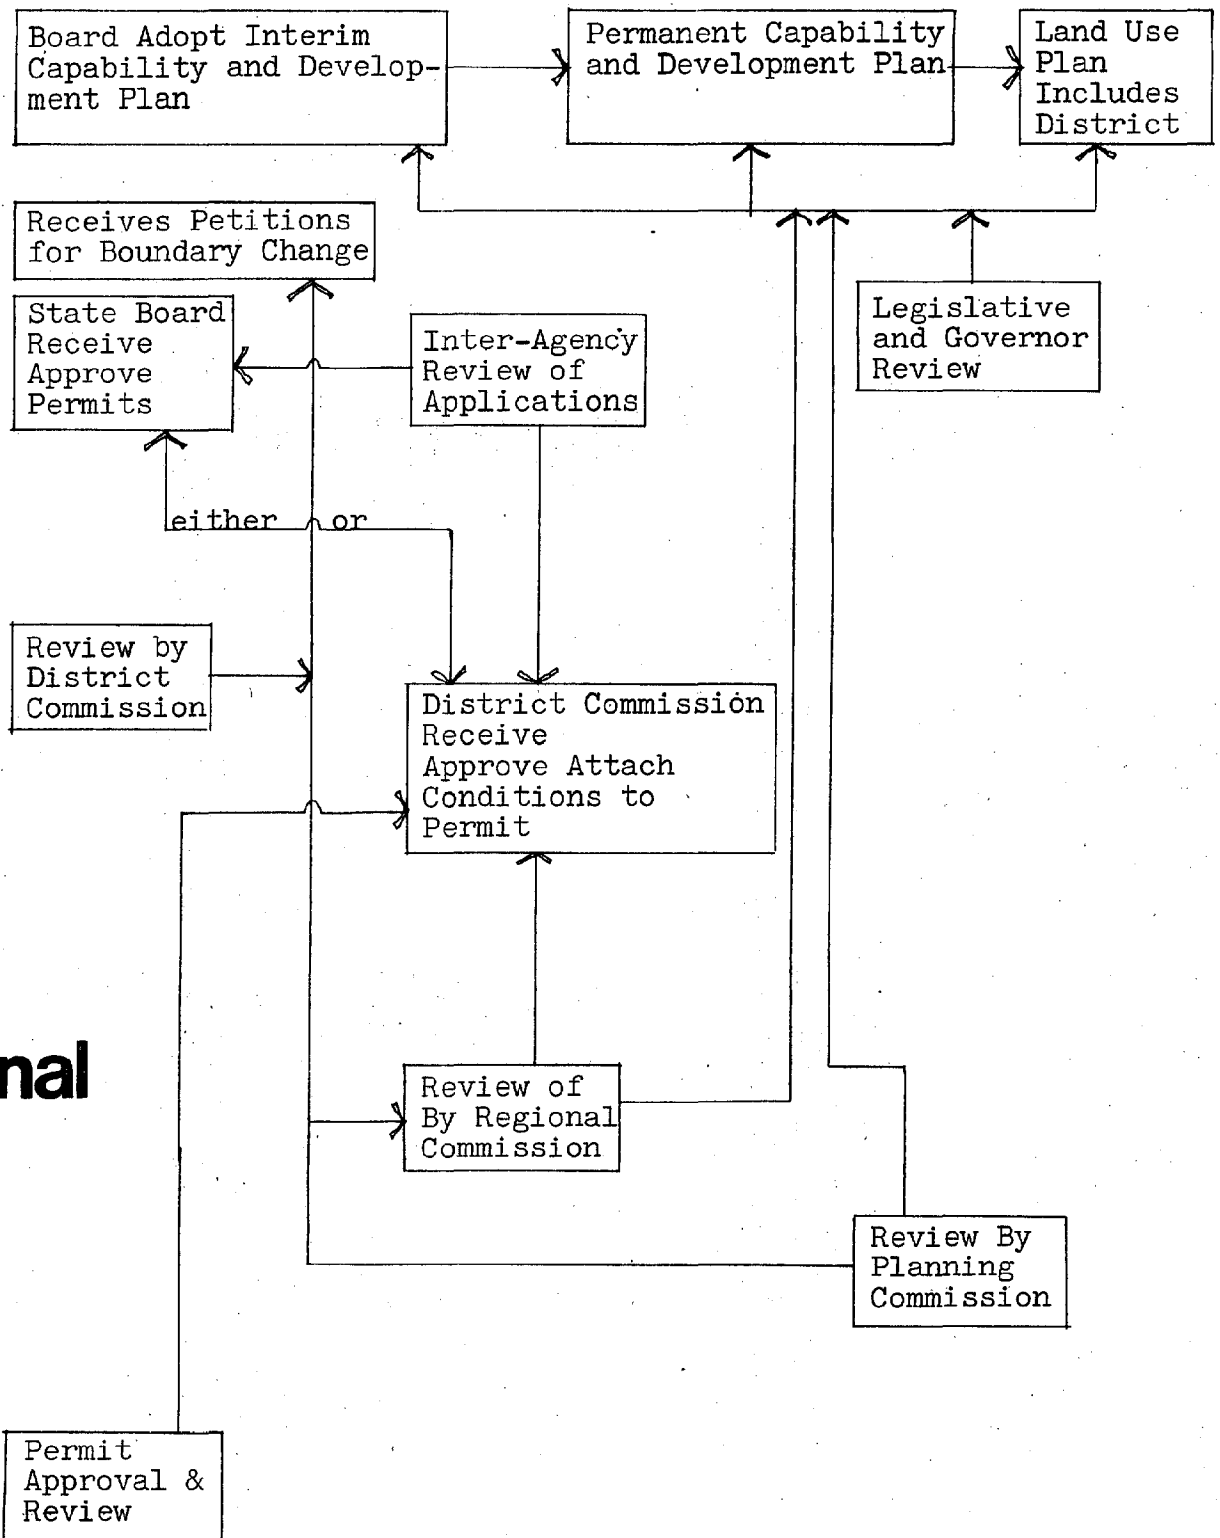 Board Adopt Interim
Capability and Develop-
ment Plan
Permanent Capability
and Development Plan
Land Use
Plan
Includes
District
Receives Petitions
for Boundary Change
State Board
Receive
Approve
Permits
Inter-Agency
Review of
Applications
Legislative
and Governor
Review
either or
Review by
District
Commission
District Commission
Receive
Approve Attach
Conditions to
Permit
nal
Review of
By Regional
Commission
Review By
Planning
Commission
Permit
Approval &
Review